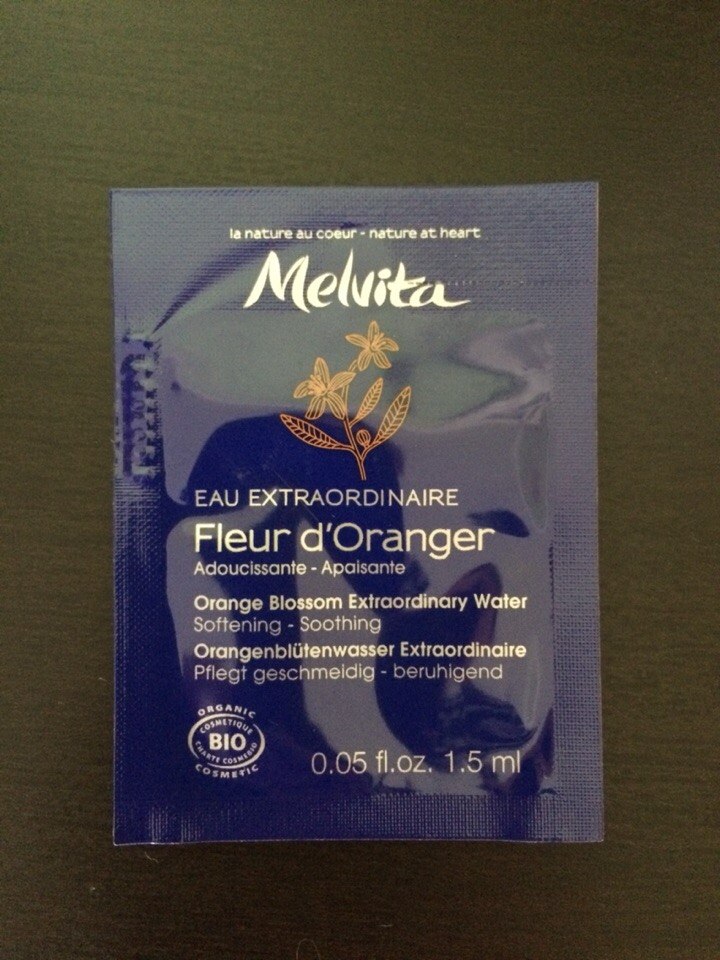 la nature au coeur - nature at heart
Melvita
EAU EXTRAORDINAIRE
Fleur d'Oranger
Adoucissante - Apaisante
Orange Blossom Extraordinary Water
Softening - Soothing
Orangenblütenwasser Extraordinaire
Pflegt geschmeidig - beruhigend
ORGANIC
COSMETIQUE
BIO
CHARTE COSMEBIO
COSMETIC
0.05 fl.oz. 1.5 ml